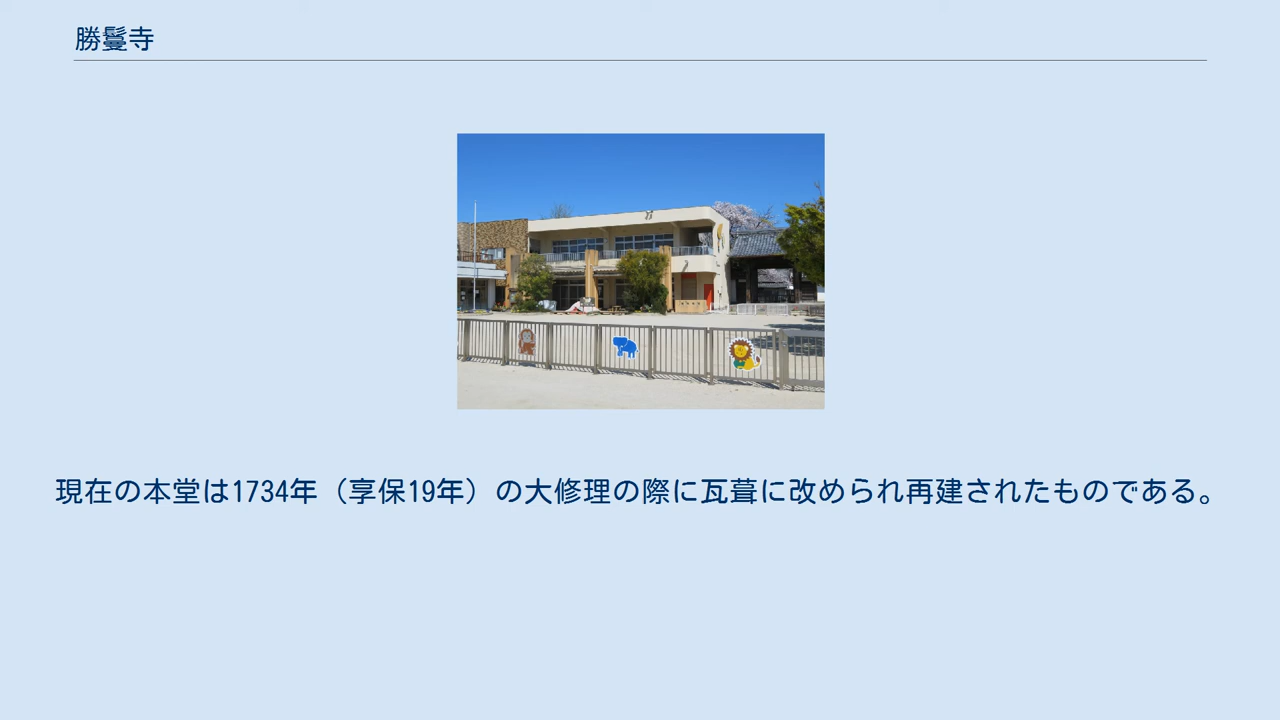 勝鬘寺
現在の本堂は1734年（享保19年）の大修理の際に瓦葺に改められ再建されたものである。